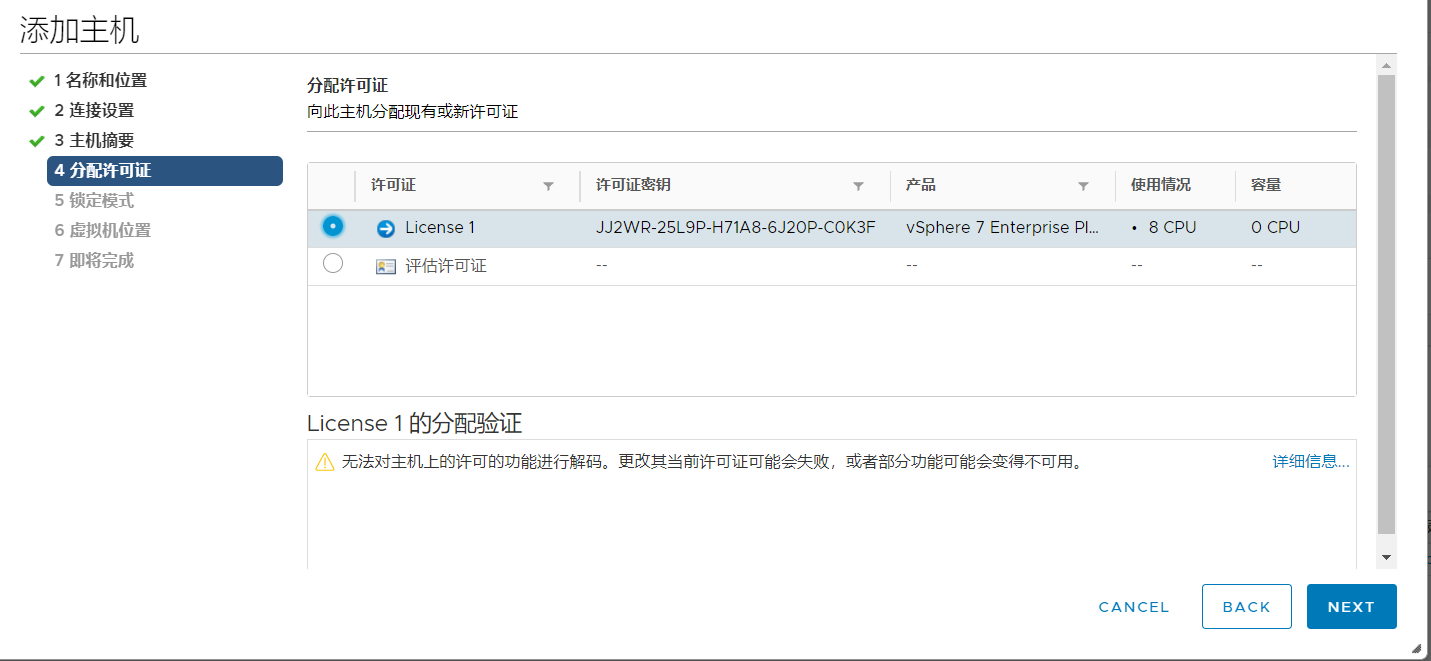 添加主机
1 名称和位置
2 连接设置
3 主机摘要
4 分配许可证
5 锁定模式
6 虚拟机位置
7 即将完成
分配许可证
向此主机分配现有或新许可证
许可证 许可证密钥 产品 使用情况 容量
License 1 JJ2WR-25L9P-H71A8-6J20P-C0K3F vSphere 7 Enterprise Pl... • 8 CPU 0 CPU
评估许可证 -- -- -- --
License 1 的分配验证
无法对主机上的许可的功能进行解码。更改其当前许可证可能会失败，或者部分功能可能会变得不可用。 详细信息...
CANCEL BACK NEXT